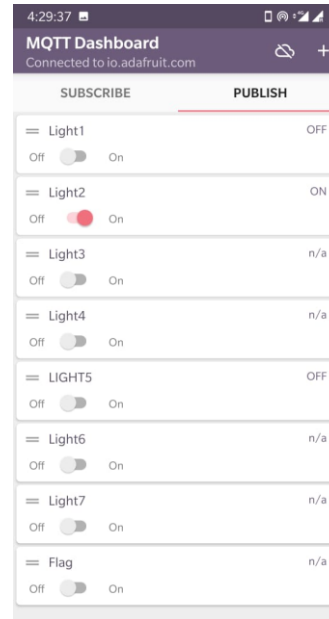 4:29:37
MQTT Dashboard
Connected to io.adafruit.com
+
SUBSCRIBE PUBLISH
Light1 OFF
Off On
Light2 ON
Off On
Light3 n/a
Off On
Light4 n/a
Off On
LIGHT5 OFF
Off On
Light6 n/a
Off On
Light7 n/a
Off On
Flag n/a
Off On